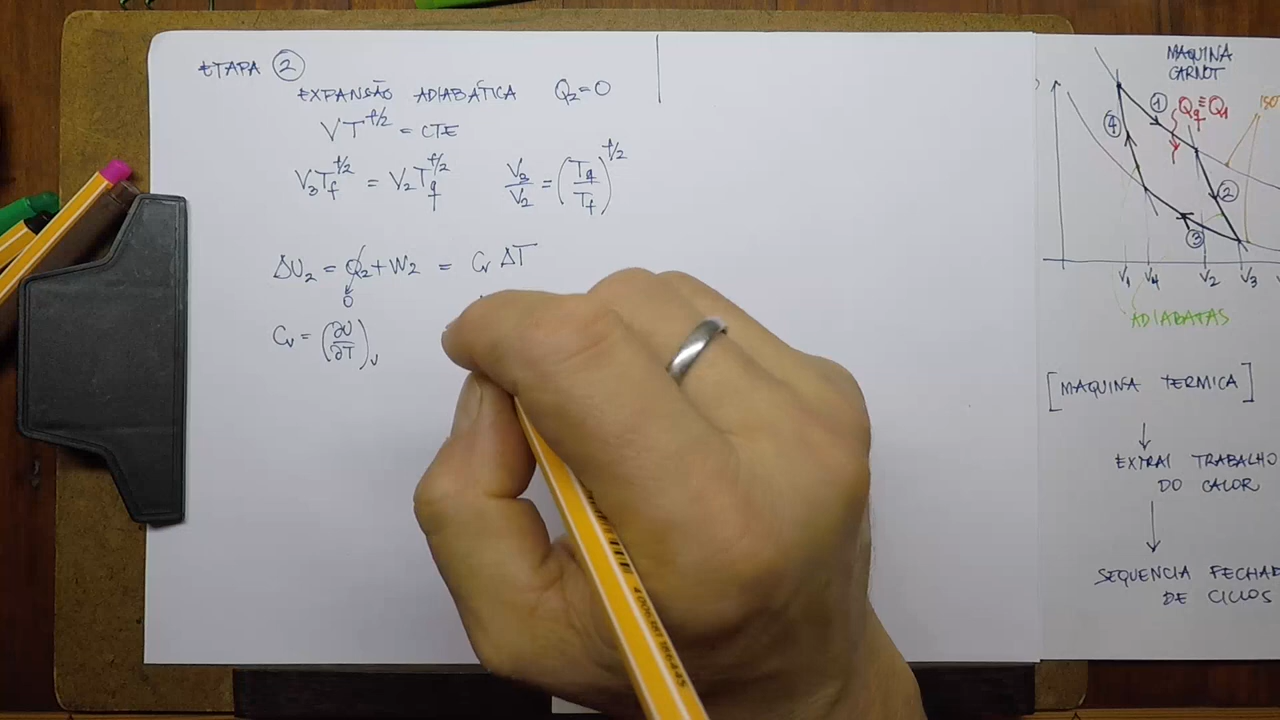 ETAPA 2
EXPANSÃO ADIABÁTICA Q₂=0
VT^f/2 = CTE
V₃T_f^f/2 = V₂T_q^f/2 V₃/V₂ = (T_q/T_f)^f/2
ΔU₂ = Q₂+W₂ = C_v ΔT
0
C_v = (∂U/∂T)_v
MAQUINA
CARNOT
1 Q_q≡Q₁
4
2
3
V₁ V₄ V₂ V₃
ADIABATAS
[MAQUINA TERMICA]
EXTRAI TRABALHO
DO CALOR
SEQUENCIA FECHAD
DE CICLOS